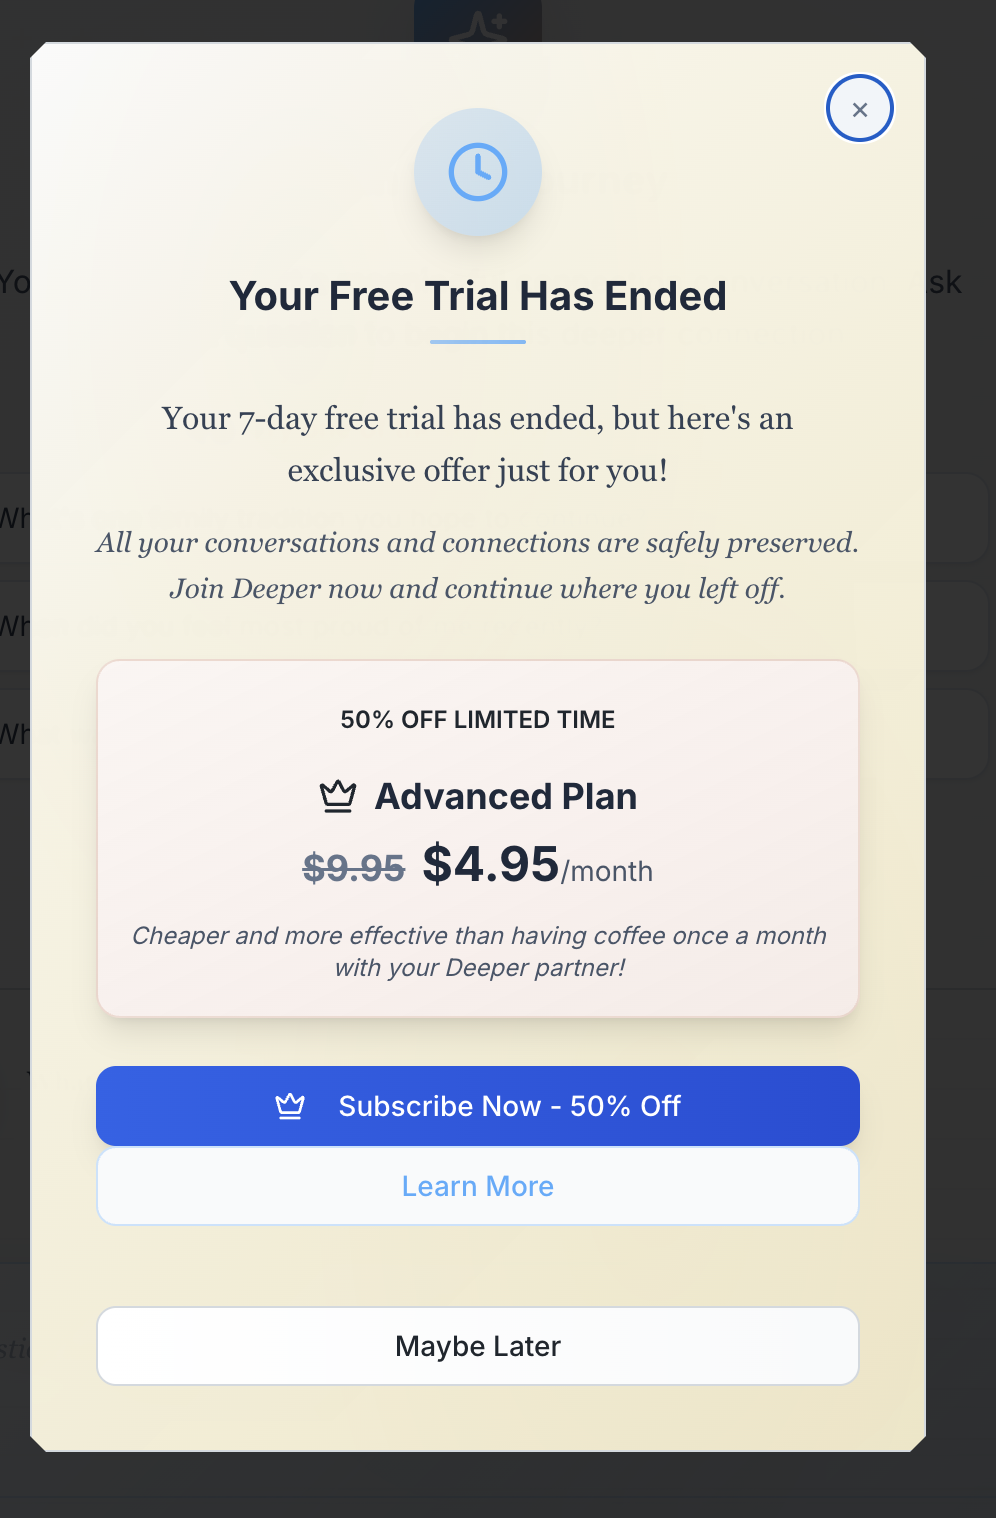 ×
Your Free Trial Has Ended
Yo
sk
Your 7-day free trial has ended, but here's an
exclusive offer just for you!
All your conversations and connections are safely preserved.
Join Deeper now and continue where you left off.
50% OFF LIMITED TIME
Advanced Plan
$9.95 $4.95/month
Cheaper and more effective than having coffee once a month
with your Deeper partner!
Subscribe Now - 50% Off
Learn More
Maybe Later